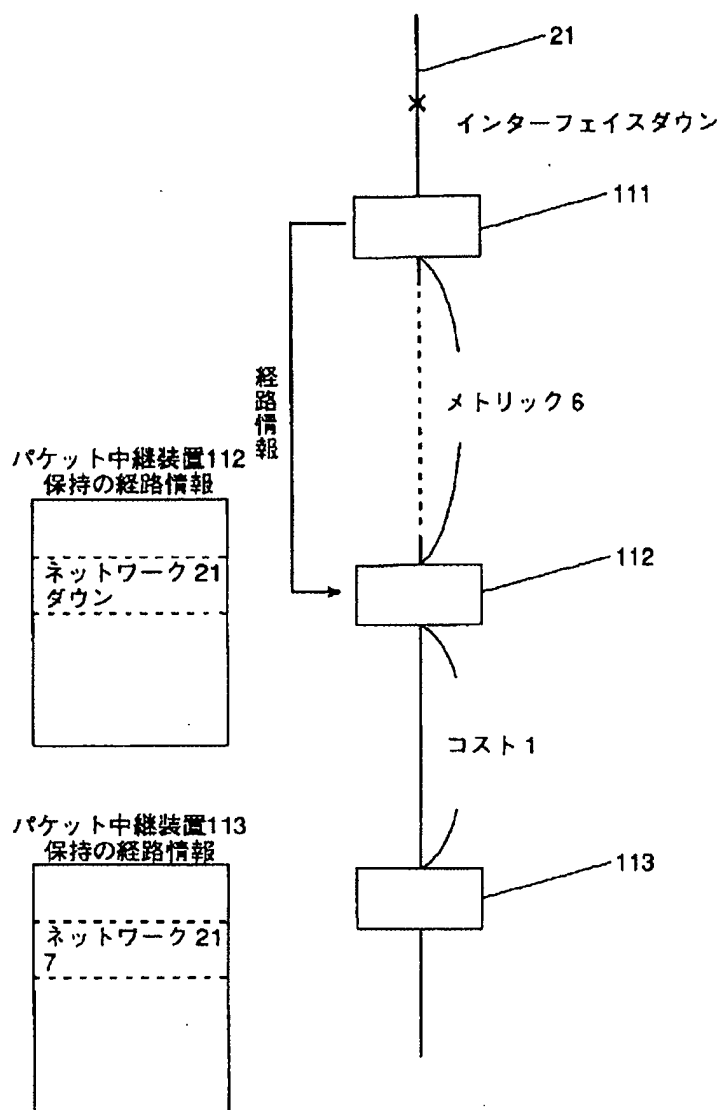 21
インターフェイスダウン
111
経路情報
メトリック 6
パケット中継装置112
保持の経路情報
ネットワーク 21
ダウン
112
コスト 1
パケット中継装置113
保持の経路情報
ネットワーク 21
7
113